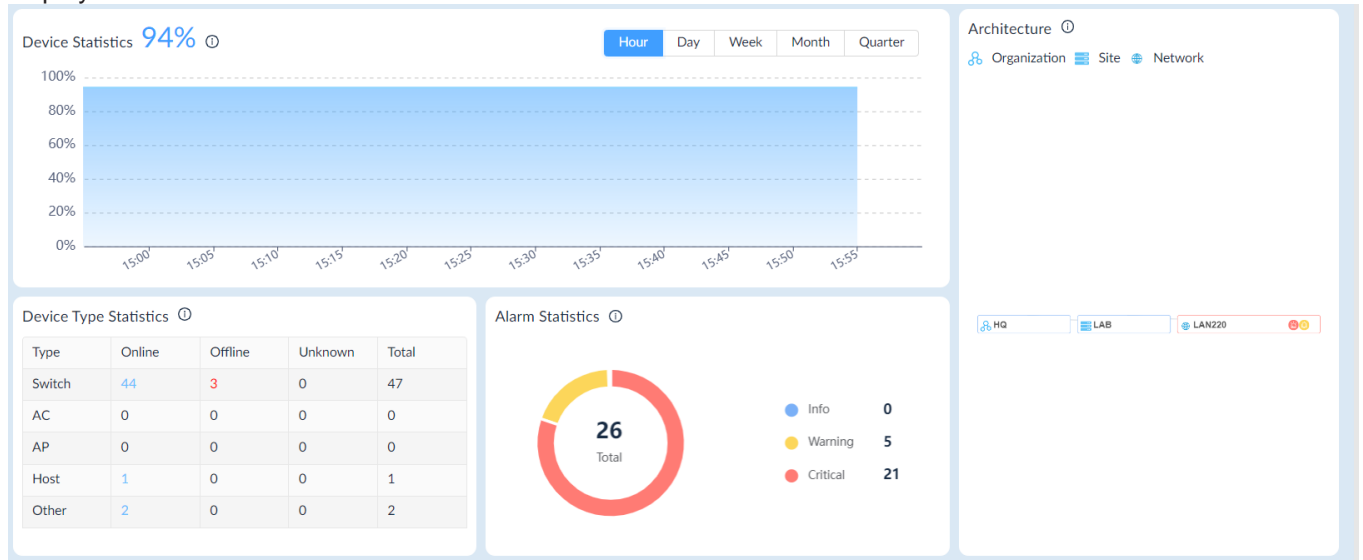 Device Statistics 94%
Hour Day Week Month Quarter
100%
80%
60%
40%
20%
0%
15:00 15:05 15:10 15:15 15:20 15:25 15:30 15:35 15:40 15:45 15:50 15:55
Architecture
Organization Site Network
HQ LAB LAN220
Device Type Statistics
Type Online Offline Unknown Total
Switch 44 3 0 47
AC 0 0 0 0
AP 0 0 0 0
Host 1 0 0 1
Other 2 0 0 2
Alarm Statistics
26
Total
Info 0
Warning 5
Critical 21